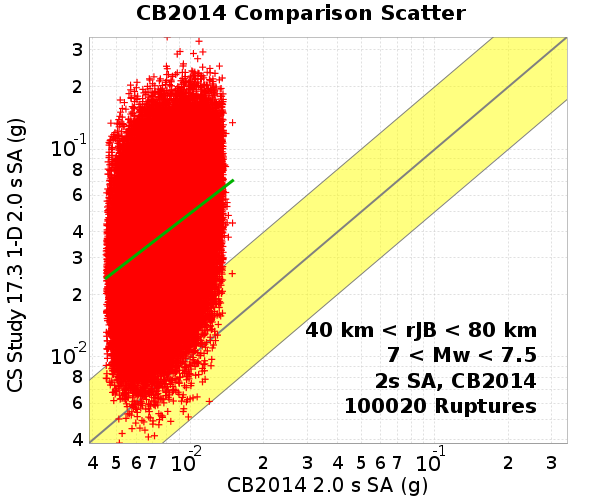 CB2014 Comparison Scatter
CS Study 17.3 1-D 2.0 s SA (g)
3
2
10-1
8
6
4
3
2
10-2
8
6
4
40 km < rJB < 80 km
7 < Mw < 7.5
2s SA, CB2014
100020 Ruptures
4 5 6 7 10-2 2 3 4 5 6 7 10-1 2 3
CB2014 2.0 s SA (g)